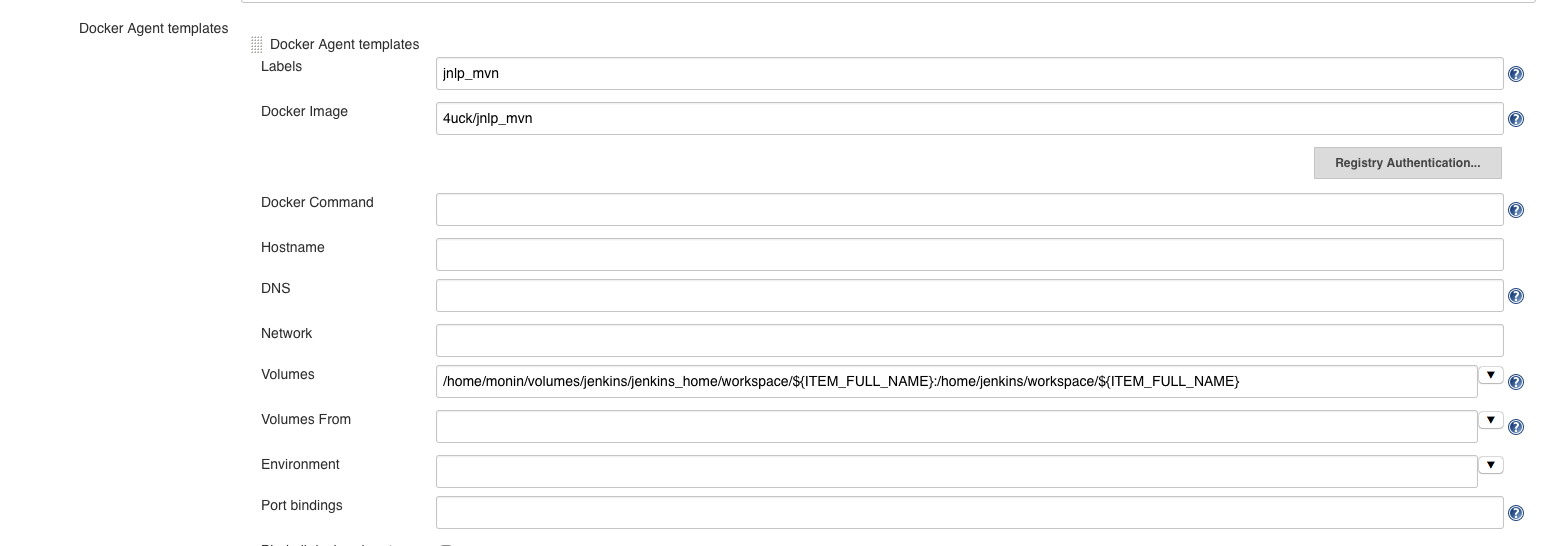 Docker Agent templates
Docker Agent templates
Labels
jnlp_mvn
Docker Image
4uck/jnlp_mvn
Registry Authentication...
Docker Command
Hostname
DNS
Network
Volumes
/home/monin/volumes/jenkins/jenkins_home/workspace/${ITEM_FULL_NAME}:/home/jenkins/workspace/${ITEM_FULL_NAME}
Volumes From
Environment
Port bindings